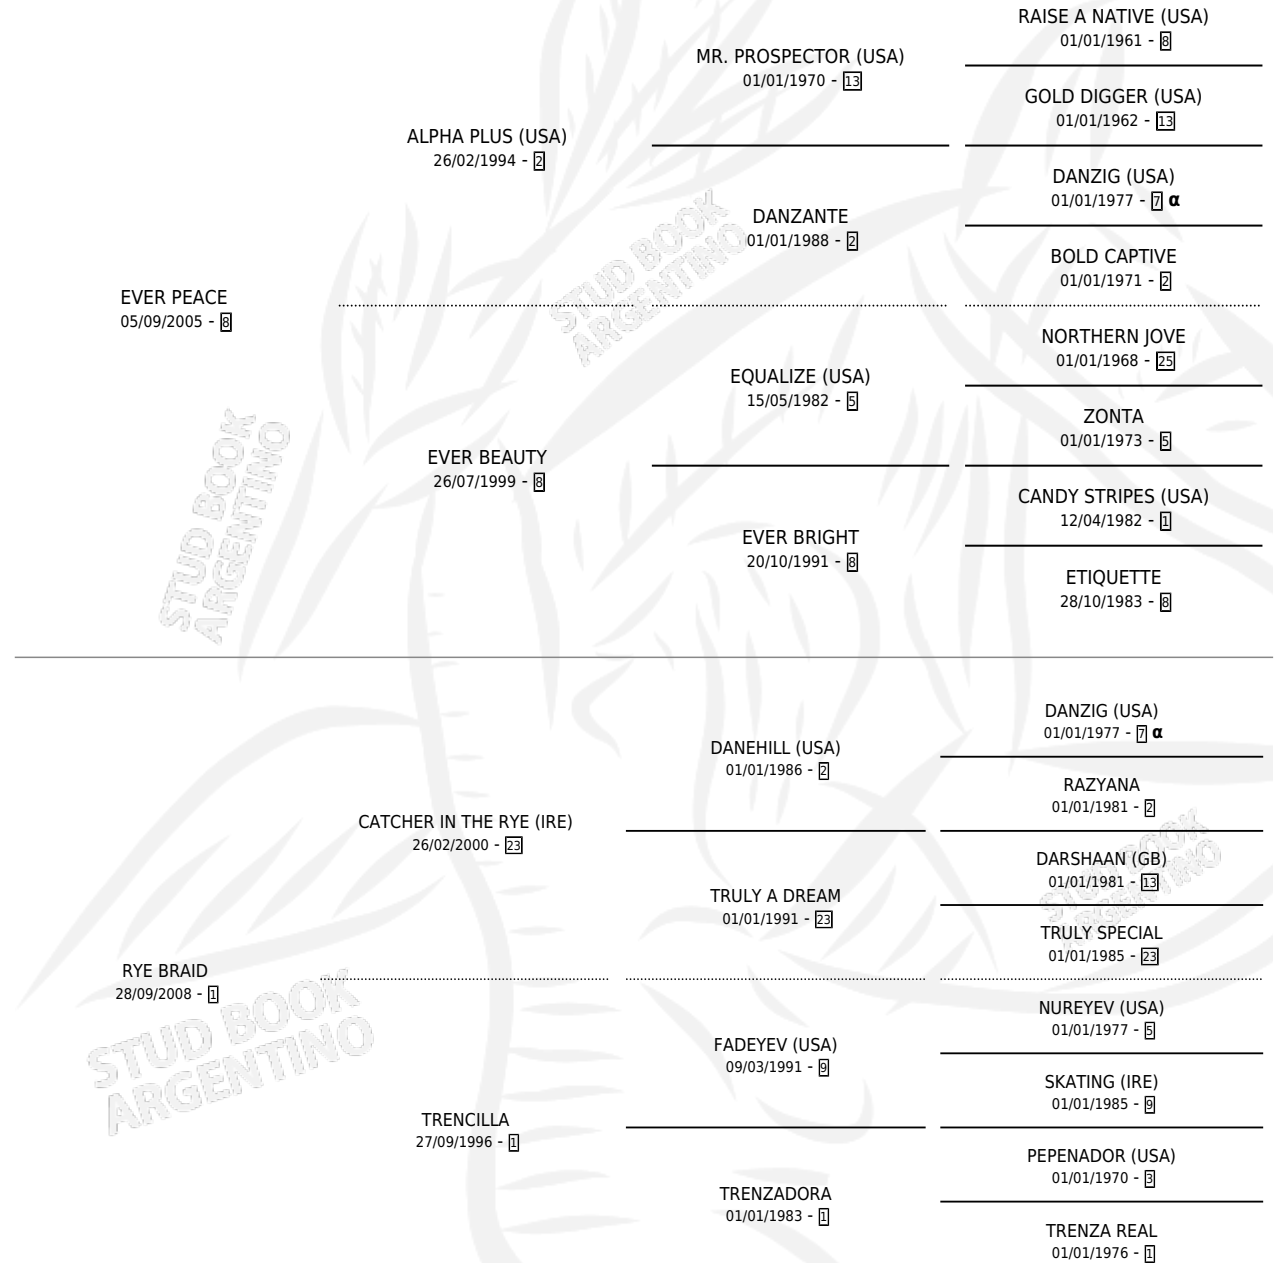 RAISE A NATIVE (USA)
01/01/1961 - 8
MR. PROSPECTOR (USA)
01/01/1970 - 13
GOLD DIGGER (USA)
01/01/1962 - 13
ALPHA PLUS (USA)
26/02/1994 - 2
DANZIG (USA)
01/01/1977 - 7 α
DANZANTE
01/01/1988 - 2
BOLD CAPTIVE
01/01/1971 - 2
EVER PEACE
05/09/2005 - 8
NORTHERN JOVE
01/01/1968 - 25
EQUALIZE (USA)
15/05/1982 - 5
ZONTA
01/01/1973 - 5
EVER BEAUTY
26/07/1999 - 8
CANDY STRIPES (USA)
12/04/1982 - 1
EVER BRIGHT
20/10/1991 - 8
ETIQUETTE
28/10/1983 - 8
DANZIG (USA)
01/01/1977 - 7 α
DANEHILL (USA)
01/01/1986 - 2
RAZYANA
01/01/1981 - 2
CATCHER IN THE RYE (IRE)
26/02/2000 - 23
DARSHAAN (GB)
01/01/1981 - 13
TRULY A DREAM
01/01/1991 - 23
TRULY SPECIAL
01/01/1985 - 23
RYE BRAID
28/09/2008 - 1
NUREYEV (USA)
01/01/1977 - 5
FADEYEV (USA)
09/03/1991 - 9
SKATING (IRE)
01/01/1985 - 9
TRENCILLA
27/09/1996 - 1
PEPENADOR (USA)
01/01/1970 - 3
TRENZADORA
01/01/1983 - 1
TRENZA REAL
01/01/1976 - 1
STUD BOOK
ARGENTINO
STUD BOOK
ARGENTINO
STUD BOOK
ARGENTINO
STUD BOOK
ARGENTINO